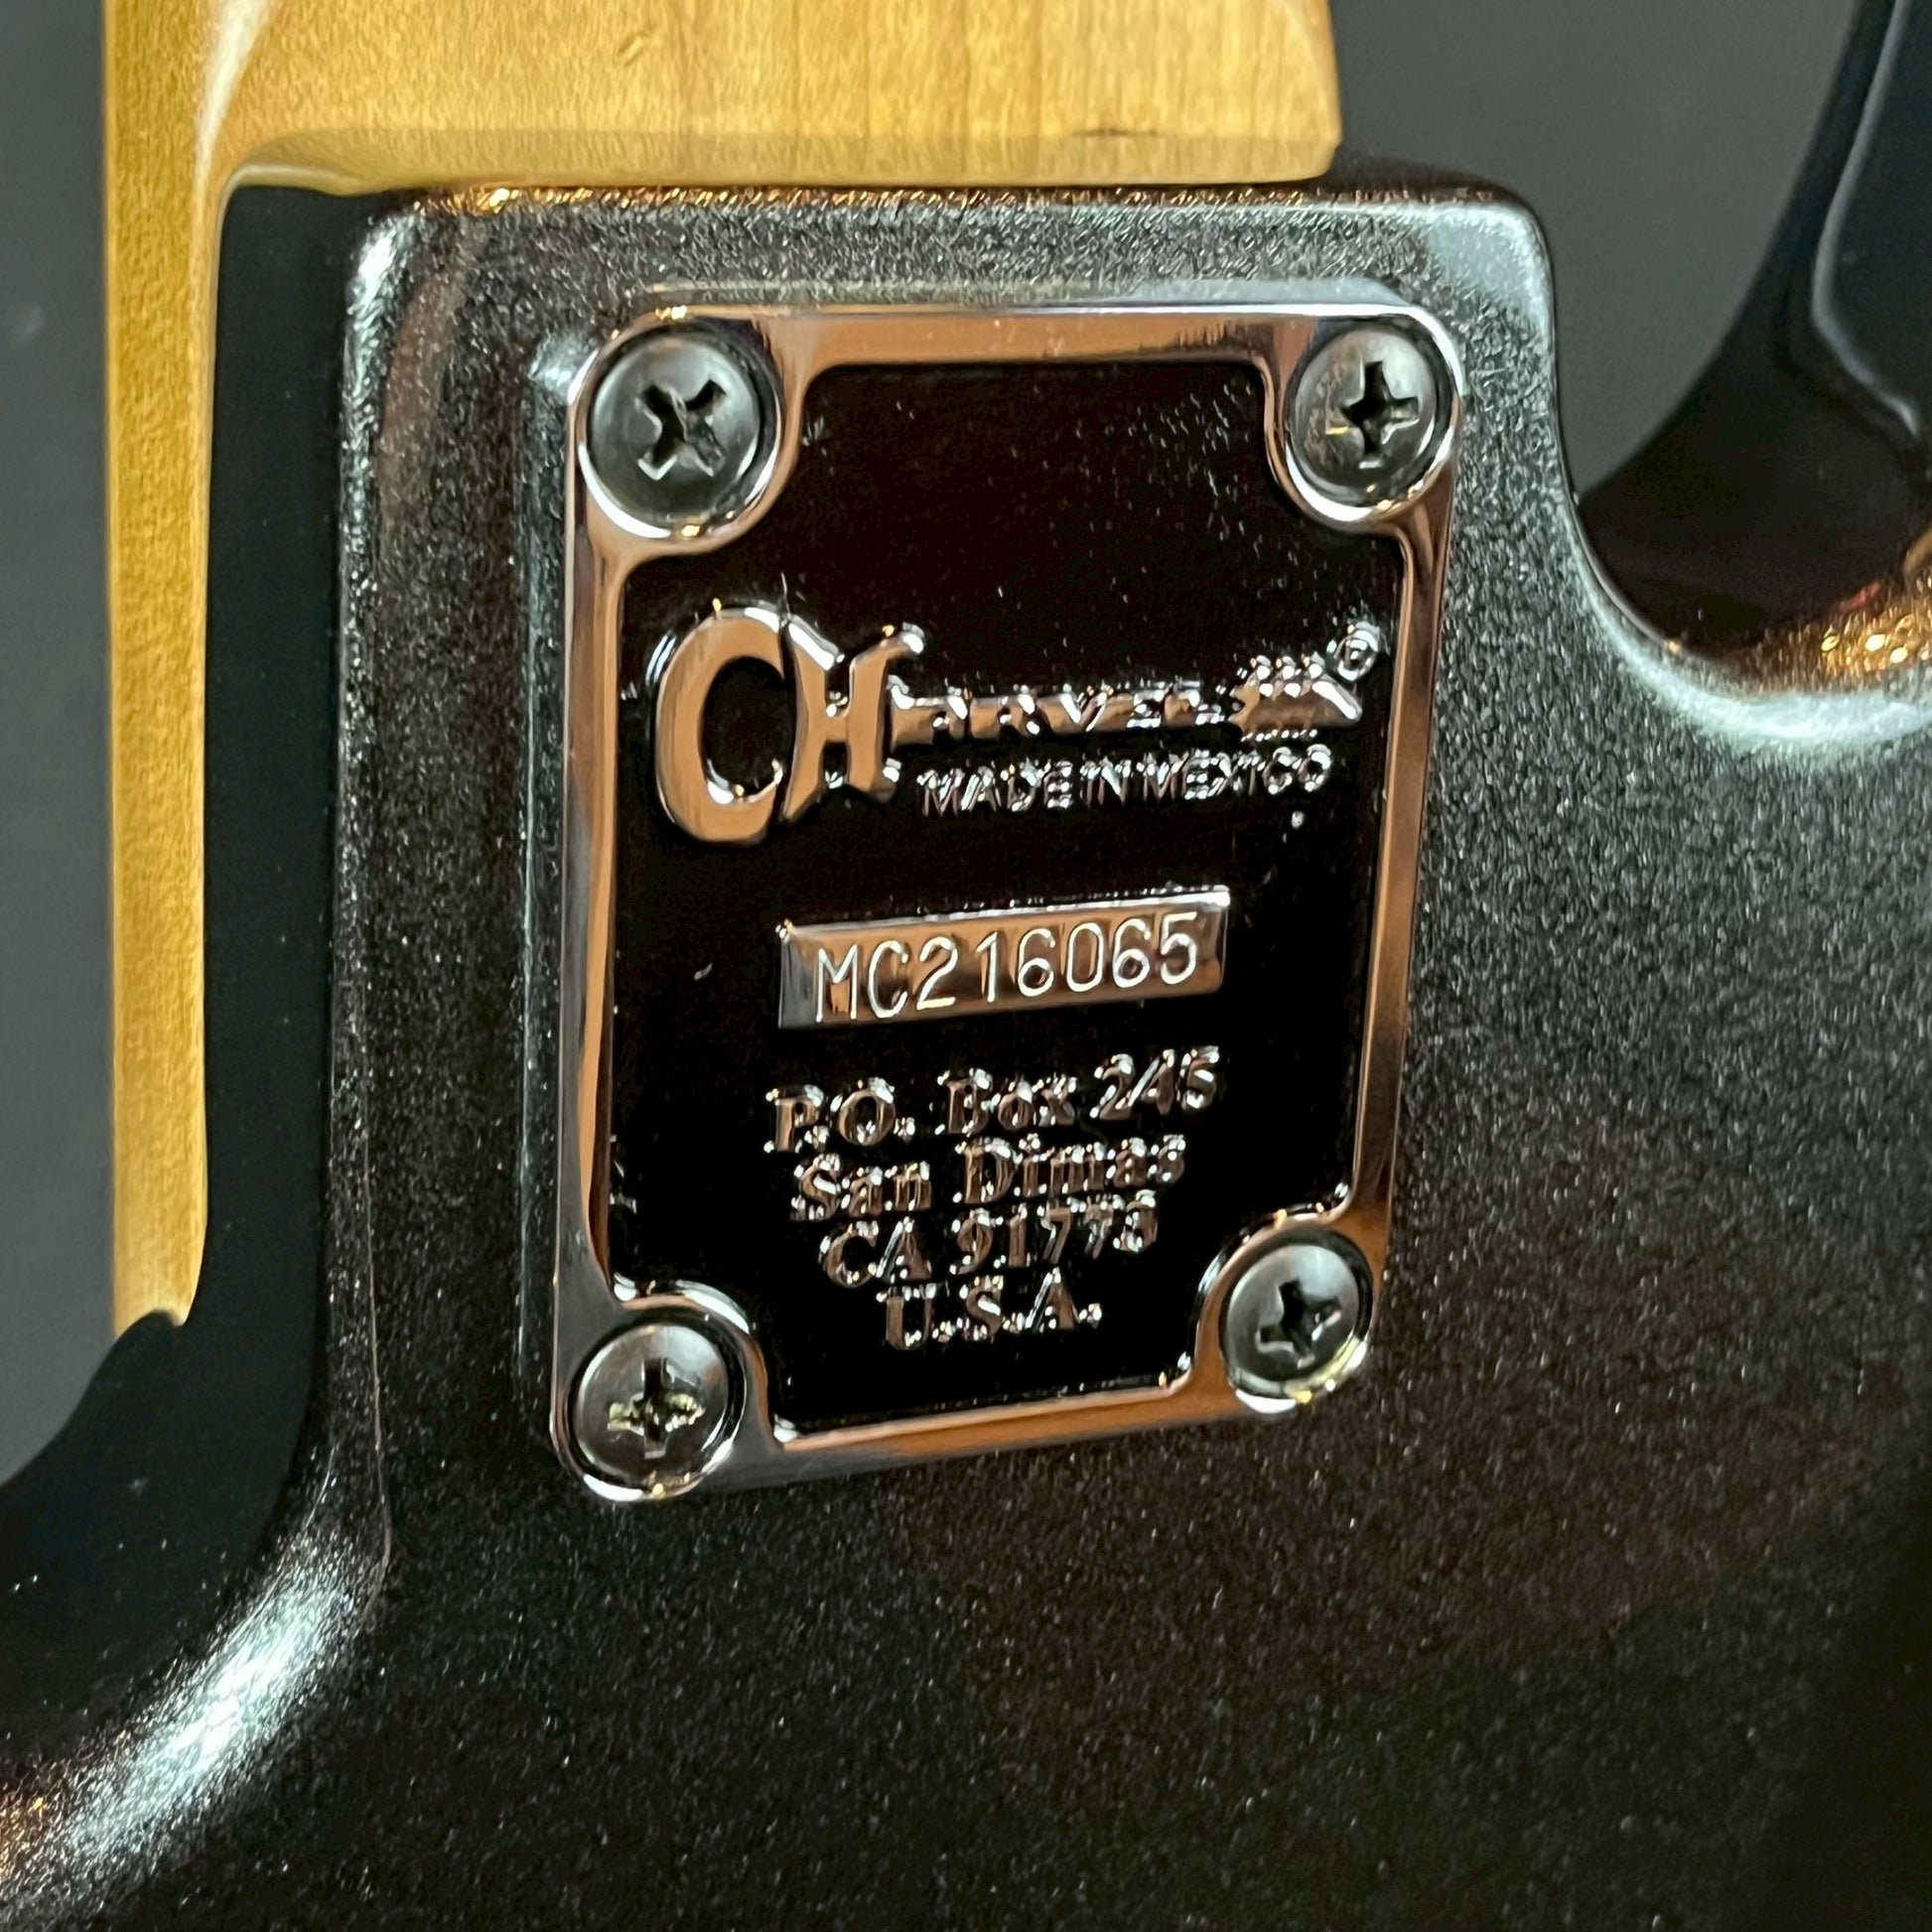 CHARVEL®
MADE IN MEXICO
MC216065
P.O. Box 245
San Dimas
CA 91773
U.S.A.